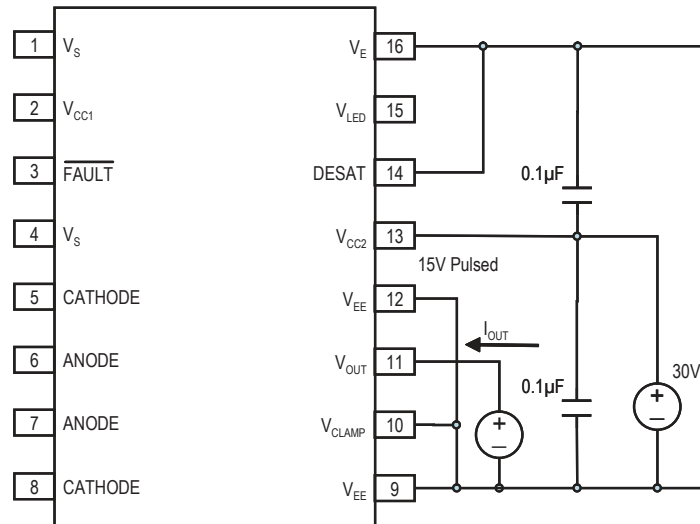 1 V_S
2 V_CC1
3 FAULT
4 V_S
5 CATHODE
6 ANODE
7 ANODE
8 CATHODE
V_E 16
V_LED 15
DESAT 14
V_CC2 13
V_EE 12
V_OUT 11
V_CLAMP 10
V_EE 9
0.1µF
15V Pulsed
I_OUT
0.1µF
30V
+
–
+
–